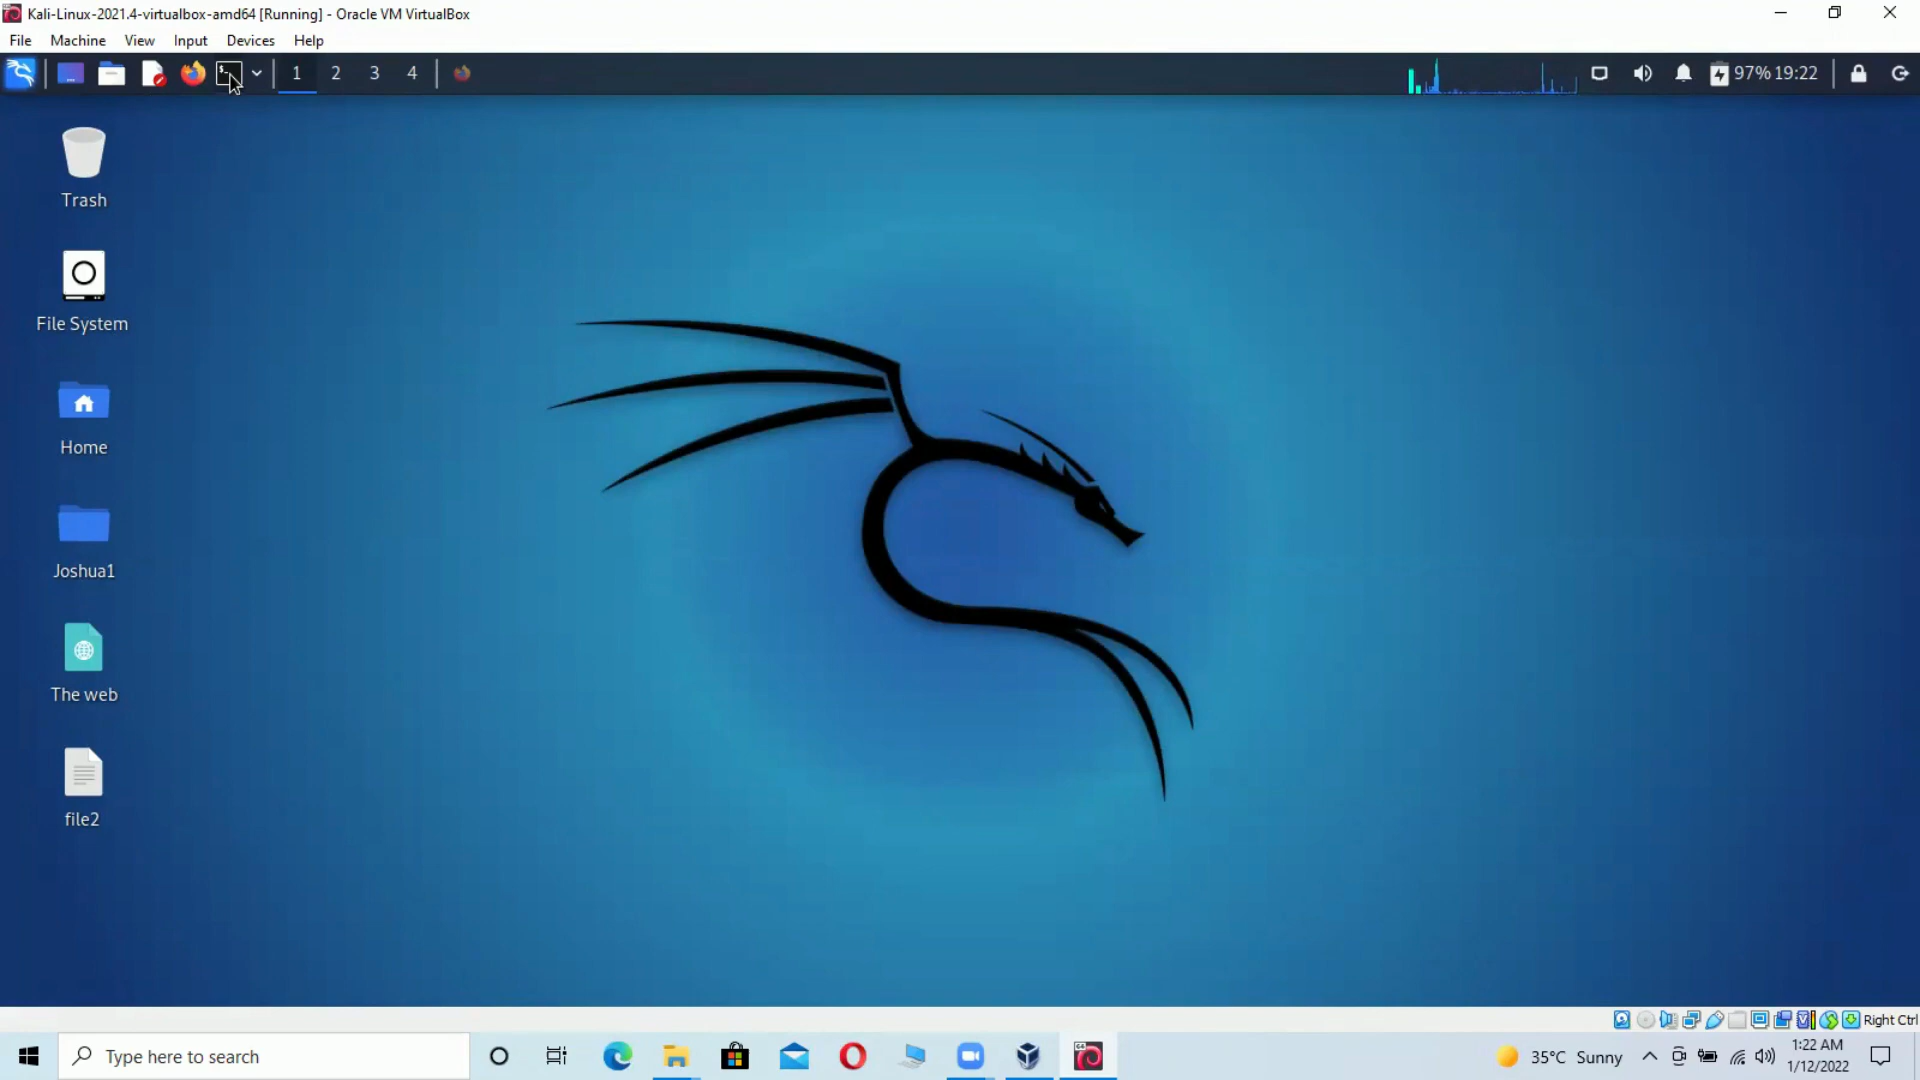 Kali-Linux-2021.4-virtualbox-amd64 [Running] - Oracle VM VirtualBox
File Machine View Input Devices Help
1 2 3 4 97% 19:22
Trash
File System
Home
Joshua1
The web
file2
Right Ctrl
Type here to search
35°C Sunny
1:22 AM
1/12/2022